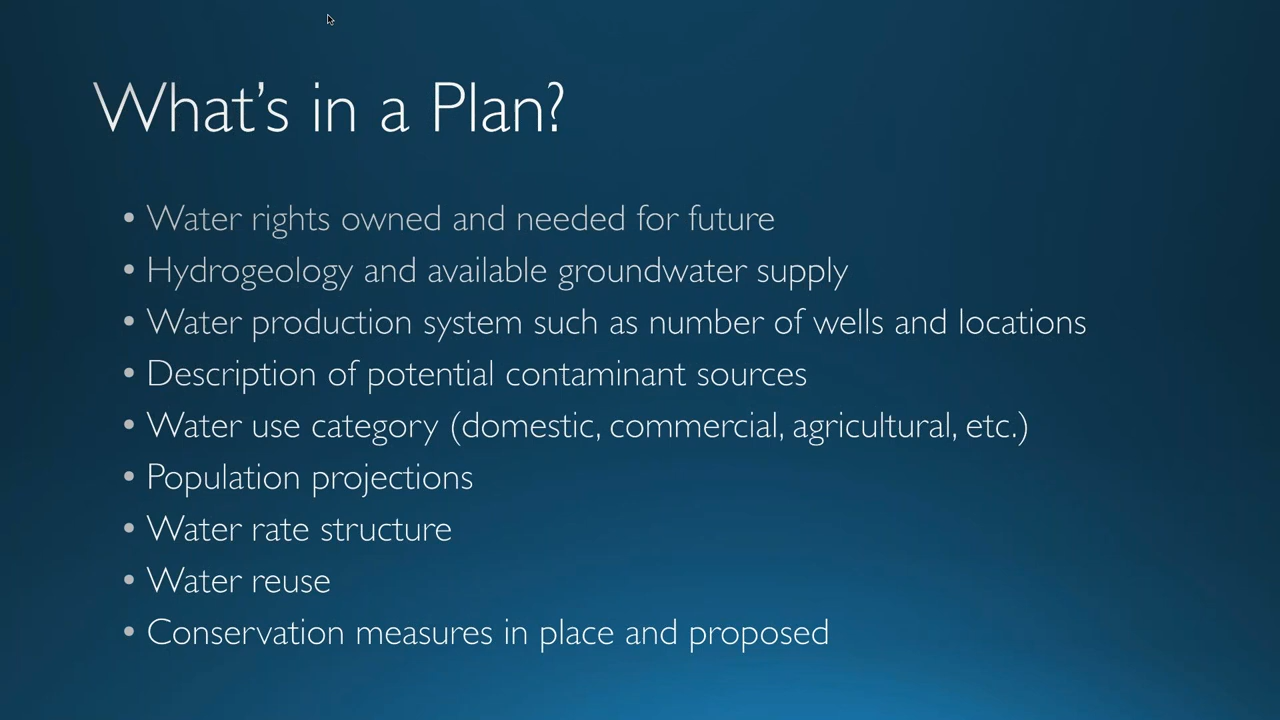 What's in a Plan?
• Water rights owned and needed for future
• Hydrogeology and available groundwater supply
• Water production system such as number of wells and locations
• Description of potential contaminant sources
• Water use category (domestic, commercial, agricultural, etc.)
• Population projections
• Water rate structure
• Water reuse
• Conservation measures in place and proposed